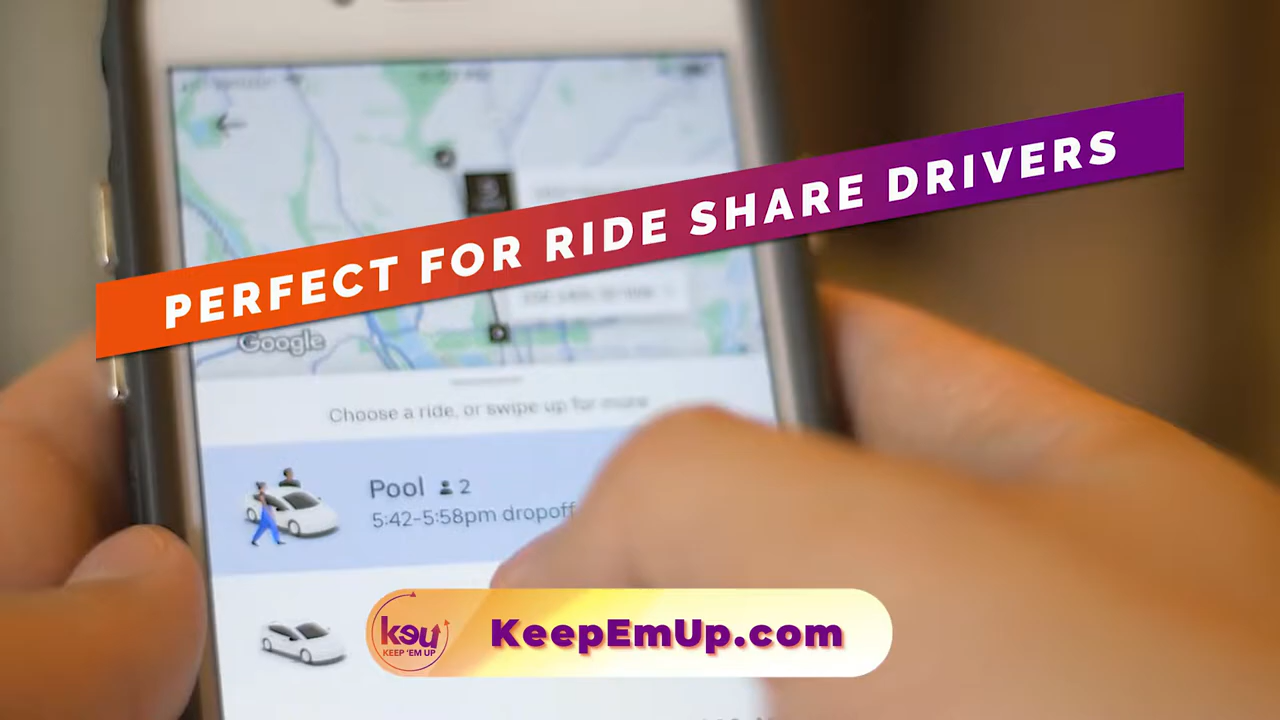 PERFECT FOR RIDE SHARE DRIVERS
Google
Choose a ride, or swipe up for more
Pool 2
5:42-5:58pm dropoff
keu
KEEP 'EM UP
KeepEmUp.com